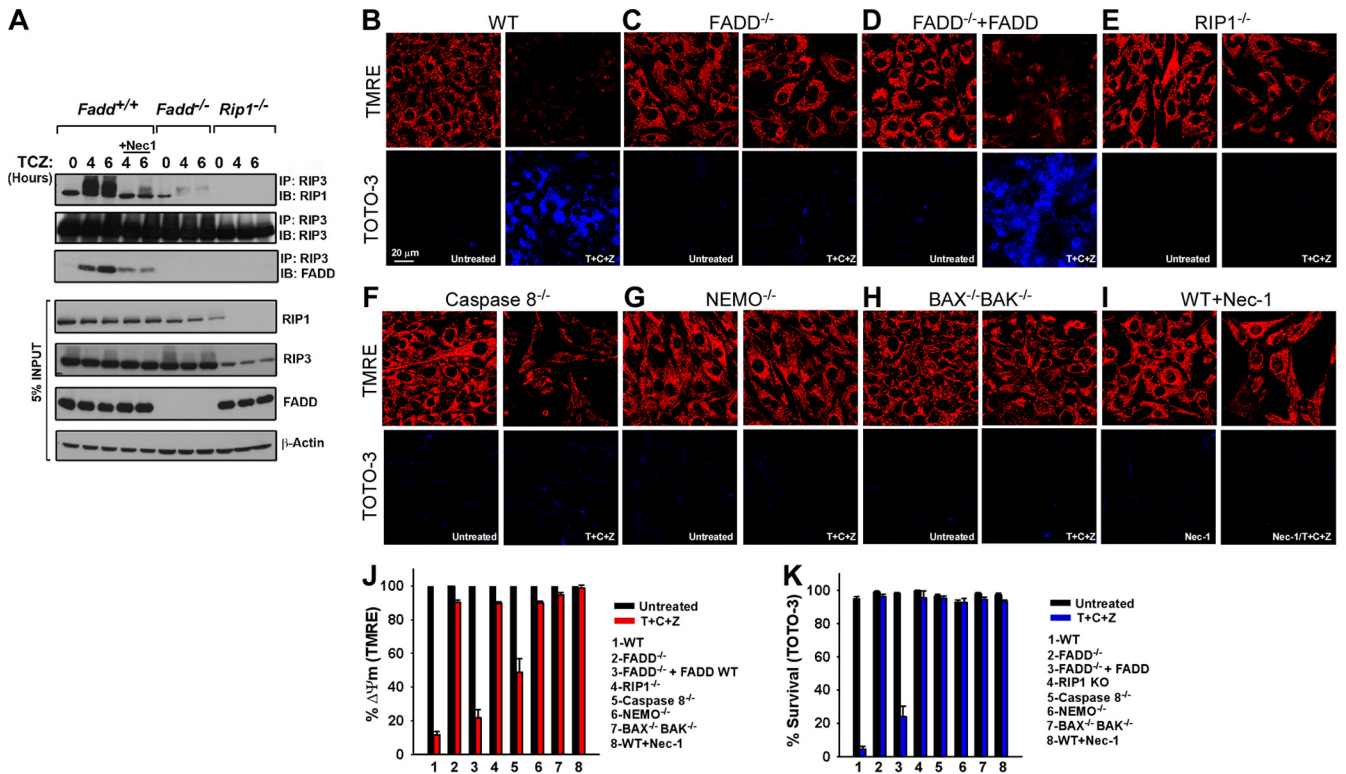 A
Fadd+/+ Fadd-/- Rip1-/-
+Nec1
TCZ: 0 4 6 4 6 0 4 6 0 4 6
(Hours)
IP: RIP3
IB: RIP1
IP: RIP3
IB: RIP3
IP: RIP3
IB: FADD
5% INPUT
RIP1
RIP3
FADD
β-Actin
B WT
C FADD-/-
D FADD-/-+FADD
E RIP1-/-
TMRE
TOTO-3
20 μm
Untreated T+C+Z Untreated T+C+Z Untreated T+C+Z Untreated T+C+Z
F Caspase 8-/-
G NEMO-/-
H BAX-/-BAK-/-
I WT+Nec-1
TMRE
TOTO-3
Untreated T+C+Z Untreated T+C+Z Untreated T+C+Z Nec-1 Nec-1/T+C+Z
J
% ΔΨm (TMRE)
100
80
60
40
20
0
1 2 3 4 5 6 7 8
Untreated
T+C+Z
1-WT
2-FADD-/-
3-FADD-/- + FADD WT
4-RIP1-/-
5-Caspase 8-/-
6-NEMO-/-
7-BAX-/- BAK-/-
8-WT+Nec-1
K
% Survival (TOTO-3)
100
80
60
40
20
0
1 2 3 4 5 6 7 8
Untreated
T+C+Z
1-WT
2-FADD-/-
3-FADD-/- + FADD
4-RIP1 KO
5-Caspase 8-/-
6-NEMO-/-
7-BAX-/- BAK-/-
8-WT+Nec-1